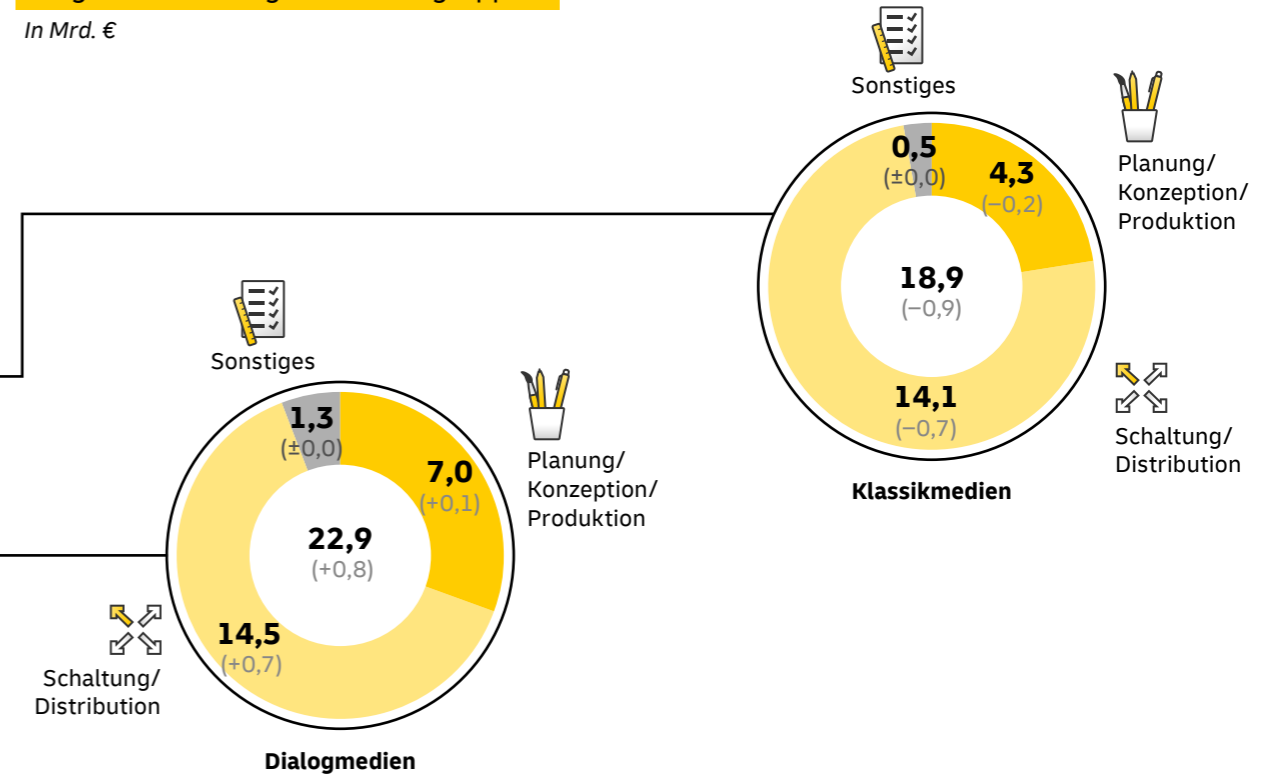 In Mrd. €
Sonstiges
0,5
(±0,0)
4,3
(−0,2)
Planung/
Konzeption/
Produktion
18,9
(−0,9)
14,1
(−0,7)
Schaltung/
Distribution
Klassikmedien
Sonstiges
1,3
(±0,0)
7,0
(+0,1)
Planung/
Konzeption/
Produktion
22,9
(+0,8)
14,5
(+0,7)
Schaltung/
Distribution
Dialogmedien